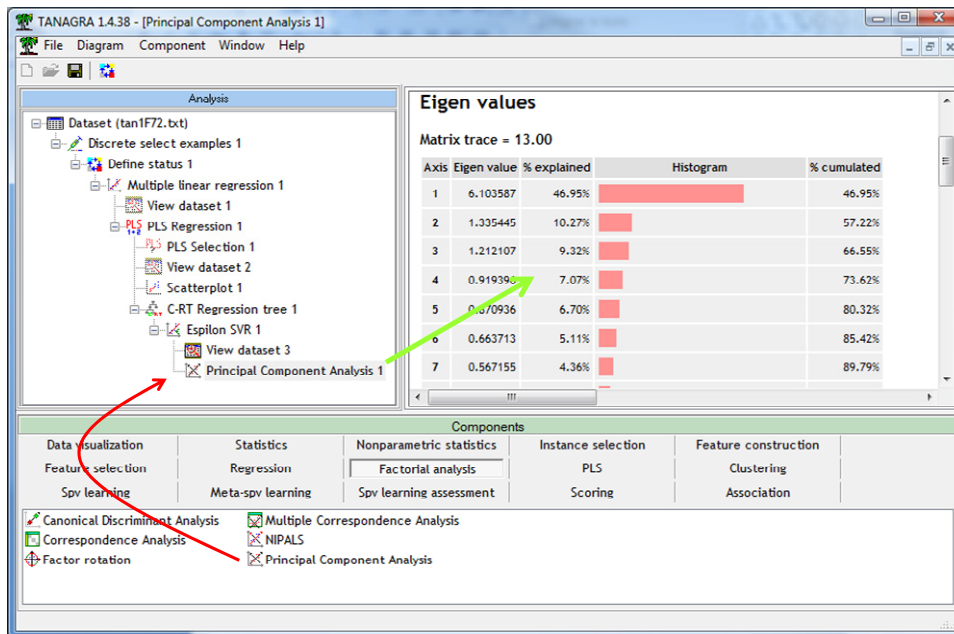 TANAGRA 1.4.38 - [Principal Component Analysis 1]
File Diagram Component Window Help
Analysis
Dataset (tan1F72.txt)
Discrete select examples 1
Define status 1
Multiple linear regression 1
View dataset 1
PLS Regression 1
PLS Selection 1
View dataset 2
Scatterplot 1
C-RT Regression tree 1
Espilon SVR 1
View dataset 3
Principal Component Analysis 1
Eigen values
Matrix trace = 13.00
Axis Eigen value % explained Histogram % cumulated
1 6.103587 46.95% 46.95%
2 1.335445 10.27% 57.22%
3 1.212107 9.32% 66.55%
4 7.07% 73.62%
5 6.70% 80.32%
6 0.663713 5.11% 85.42%
7 0.567155 4.36% 89.79%
Components
Data visualization Statistics Nonparametric statistics Instance selection Feature construction
Feature selection Regression Factorial analysis PLS Clustering
Spv learning Meta-spv learning Spv learning assessment Scoring Association
Canonical Discriminant Analysis Multiple Correspondence Analysis
Correspondence Analysis NIPALS
Factor rotation Principal Component Analysis